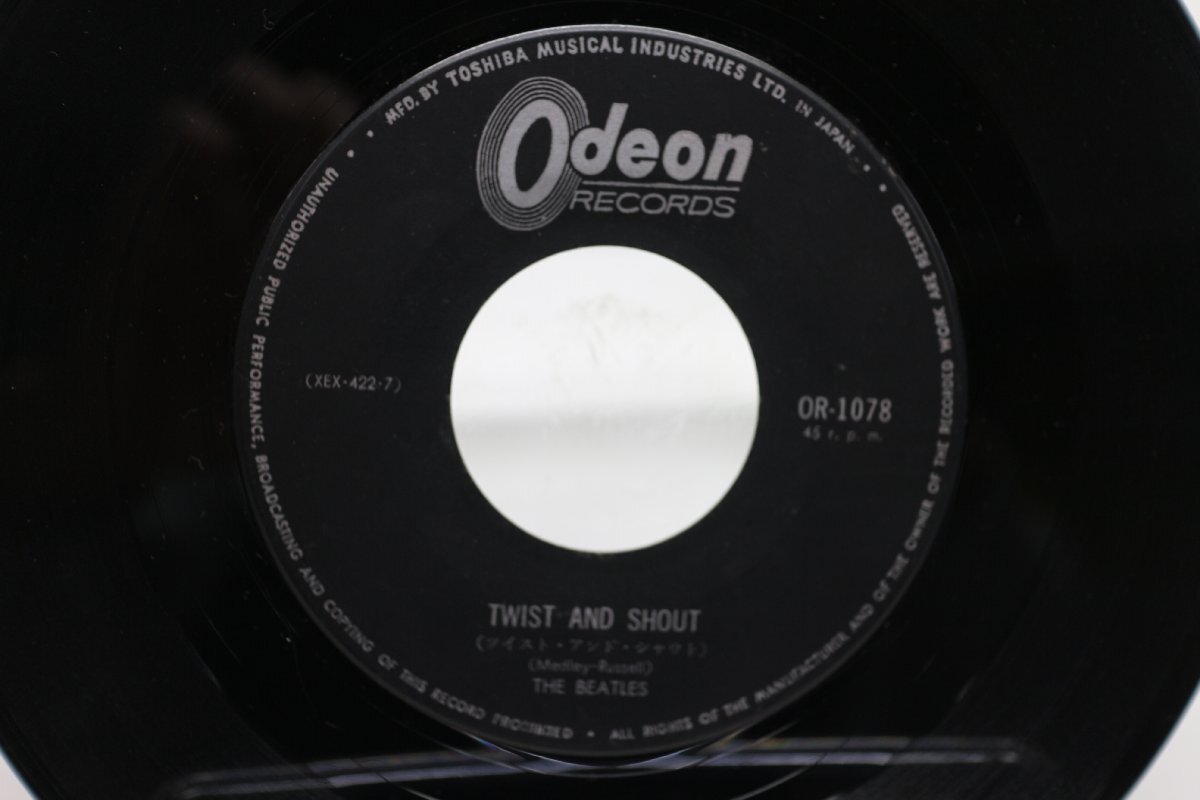 MFD. BY TOSHIBA MUSICAL INDUSTRIES LTD. IN JAPAN
Odeon
RECORDS
(XEX·422·7)
OR-1078
45 r. p. m.
TWIST AND SHOUT
(ツイスト・アンド・シャウト)
(Medley-Russell)
THE BEATLES
UNAUTHORIZED PUBLIC PERFORMANCE, BROADCASTING AND COPYING OF THIS RECORD PROHIBITED • ALL RIGHTS OF THE MANUFACTURER AND OF THE OWNER OF THE RECORDED WORK ARE RESERVED